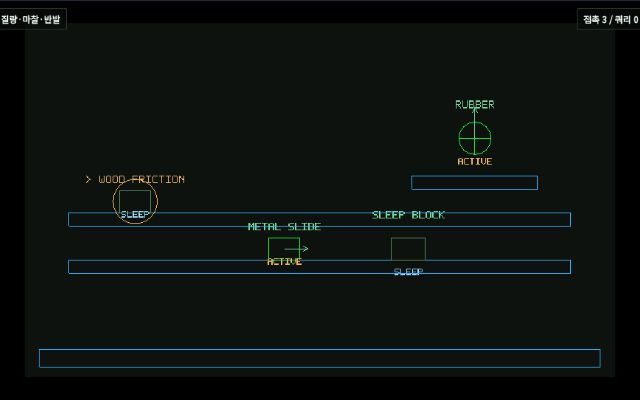 질량·마찰·반발
접촉 3 / 쿼리 0
RUBBER
ACTIVE
> WOOD FRICTION
SLEEP
SLEEP BLOCK
METAL SLIDE
ACTIVE
SLEEP